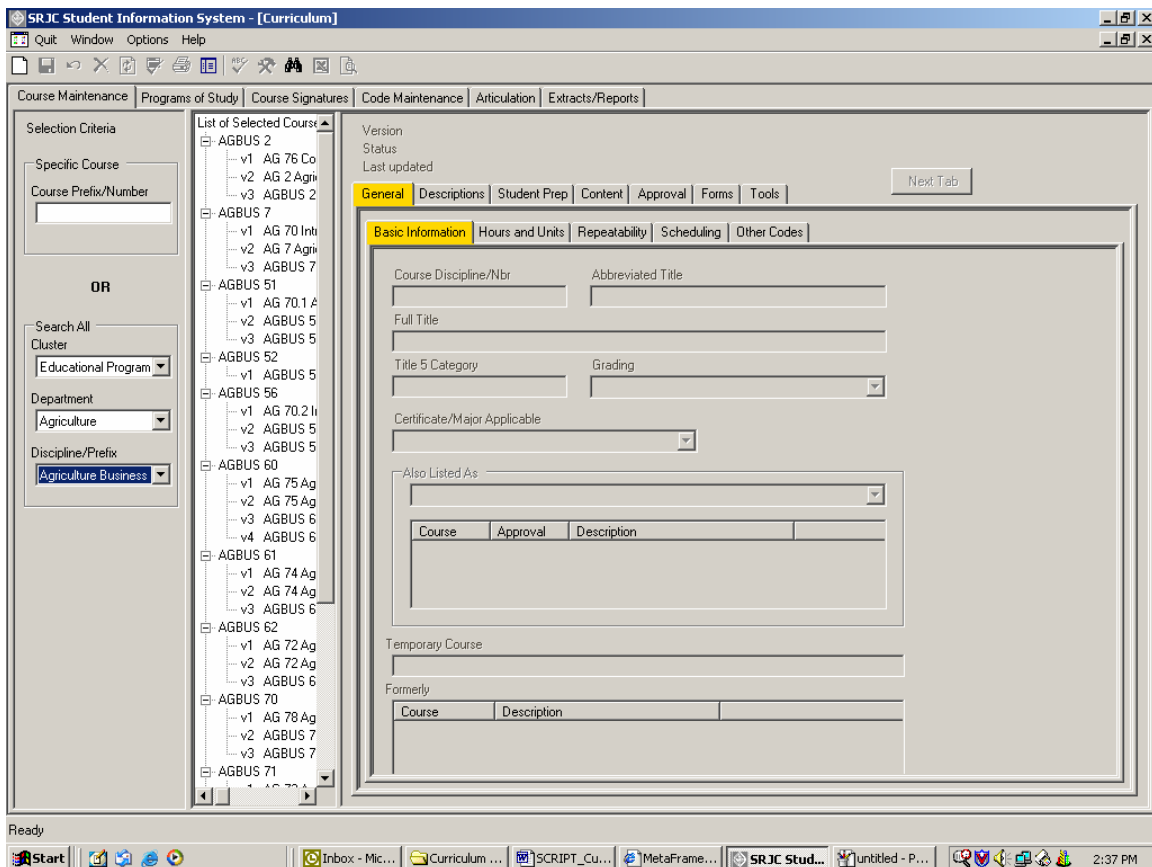 SRJC Student Information System - [Curriculum]
Quit Window Options Help
Course Maintenance Programs of Study Course Signatures Code Maintenance Articulation Extracts/Reports
Selection Criteria
Specific Course
Course Prefix/Number
OR
Search All
Cluster
Educational Program
Department
Agriculture
Discipline/Prefix
Agriculture Business
List of Selected Course
AGBUS 2
v1 AG 76 Co
v2 AG 2 Agri
v3 AGBUS 2
AGBUS 7
v1 AG 70 Int
v2 AG 7 Agri
v3 AGBUS 7
AGBUS 51
v1 AG 70.1 A
v2 AGBUS 5
v3 AGBUS 5
AGBUS 52
v1 AGBUS 5
AGBUS 56
v1 AG 70.2 I
v2 AGBUS 5
v3 AGBUS 5
AGBUS 60
v1 AG 75 Ag
v2 AG 75 Ag
v3 AGBUS 6
v4 AGBUS 6
AGBUS 61
v1 AG 74 Ag
v2 AG 74 Ag
v3 AGBUS 6
AGBUS 62
v1 AG 72 Ag
v2 AG 72 Ag
v3 AGBUS 6
AGBUS 70
v1 AG 78 Ag
v2 AGBUS 7
v3 AGBUS 7
AGBUS 71
Version
Status
Last updated
Next Tab
General Descriptions Student Prep Content Approval Forms Tools
Basic Information Hours and Units Repeatability Scheduling Other Codes
Course Discipline/Nbr Abbreviated Title
Full Title
Title 5 Category Grading
Certificate/Major Applicable
Also Listed As
Course Approval Description
Temporary Course
Formerly
Course Description
Ready
Start Inbox - Mic... Curriculum ... SCRIPT_Cu... MetaFrame... SRJC Stud... untitled - P... 2:37 PM